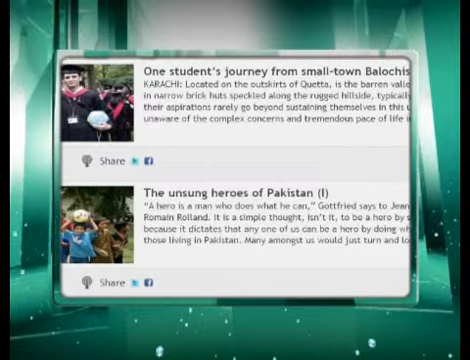 One student's journey from small-town Balochis
KARACHI: Located on the outskirts of Quetta, is the barren valle
in narrow brick huts speckled along the rugged hillside, typically
their aspirations rarely go beyond sustaining themselves in this u
unaware of the complex concerns and tremendous pace of life i
Share
The unsung heroes of Pakistan (I)
“A hero is a man who does what he can,” Gottfried says to Jean
Romain Rolland. It is a simple thought, isn’t it, to be a hero by s
because it dictates that any one of us can be a hero by doing wh
those living in Pakistan. Many amongst us would just turn and lo
Share